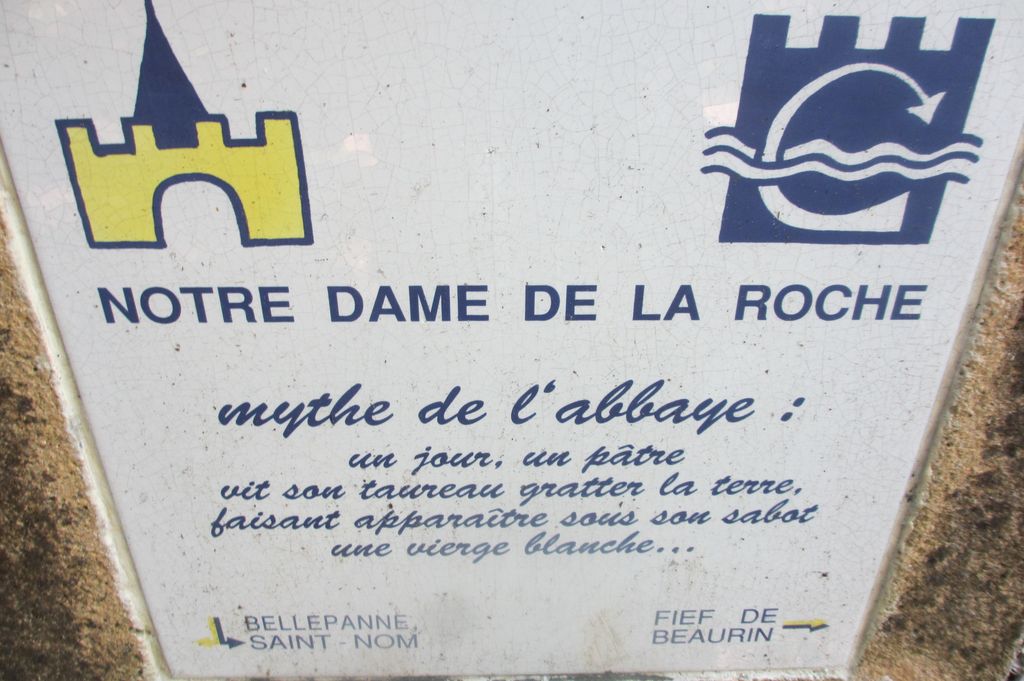 NOTRE DAME DE LA ROCHE
mythe de l'abbaye :
un jour, un pâtre
vit son taureau gratter la terre,
faisant apparaître sous son sabot
une vierge blanche...
BELLEPANNE
SAINT-NOM
FIEF DE
BEAURIN